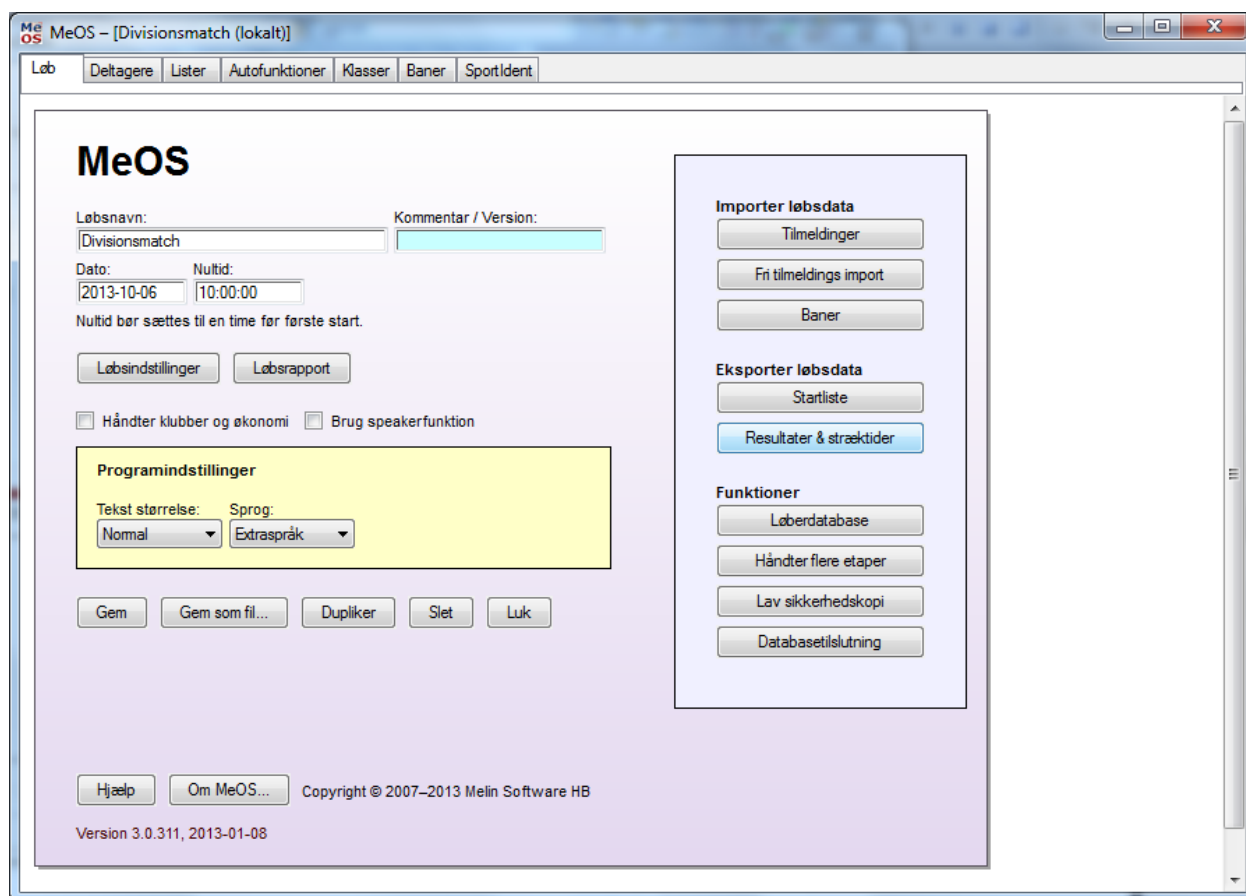 Me
OS
MeOS – [Divisionsmatch (lokalt)]
Løb
Deltagere
Lister
Autofunktioner
Klasser
Baner
SportIdent
MeOS
Løbsnavn:
Kommentar / Version:
Divisionsmatch
Dato:
Nultid:
2013-10-06
10:00:00
Nultid bør sættes til en time før første start.
Løbsindstillinger
Løbsrapport
Håndter klubber og økonomi
Brug speakerfunktion
Programindstillinger
Tekst størrelse:
Sprog:
Normal
Extraspråk
Gem
Gem som fil...
Dupliker
Slet
Luk
Importer løbsdata
Tilmeldinger
Fri tilmeldings import
Baner
Eksporter løbsdata
Startliste
Resultater & stræktider
Funktioner
Løberdatabase
Håndter flere etaper
Lav sikkerhedskopi
Databasetilslutning
Hjælp
Om MeOS...
Copyright © 2007–2013 Melin Software HB
Version 3.0.311, 2013-01-08